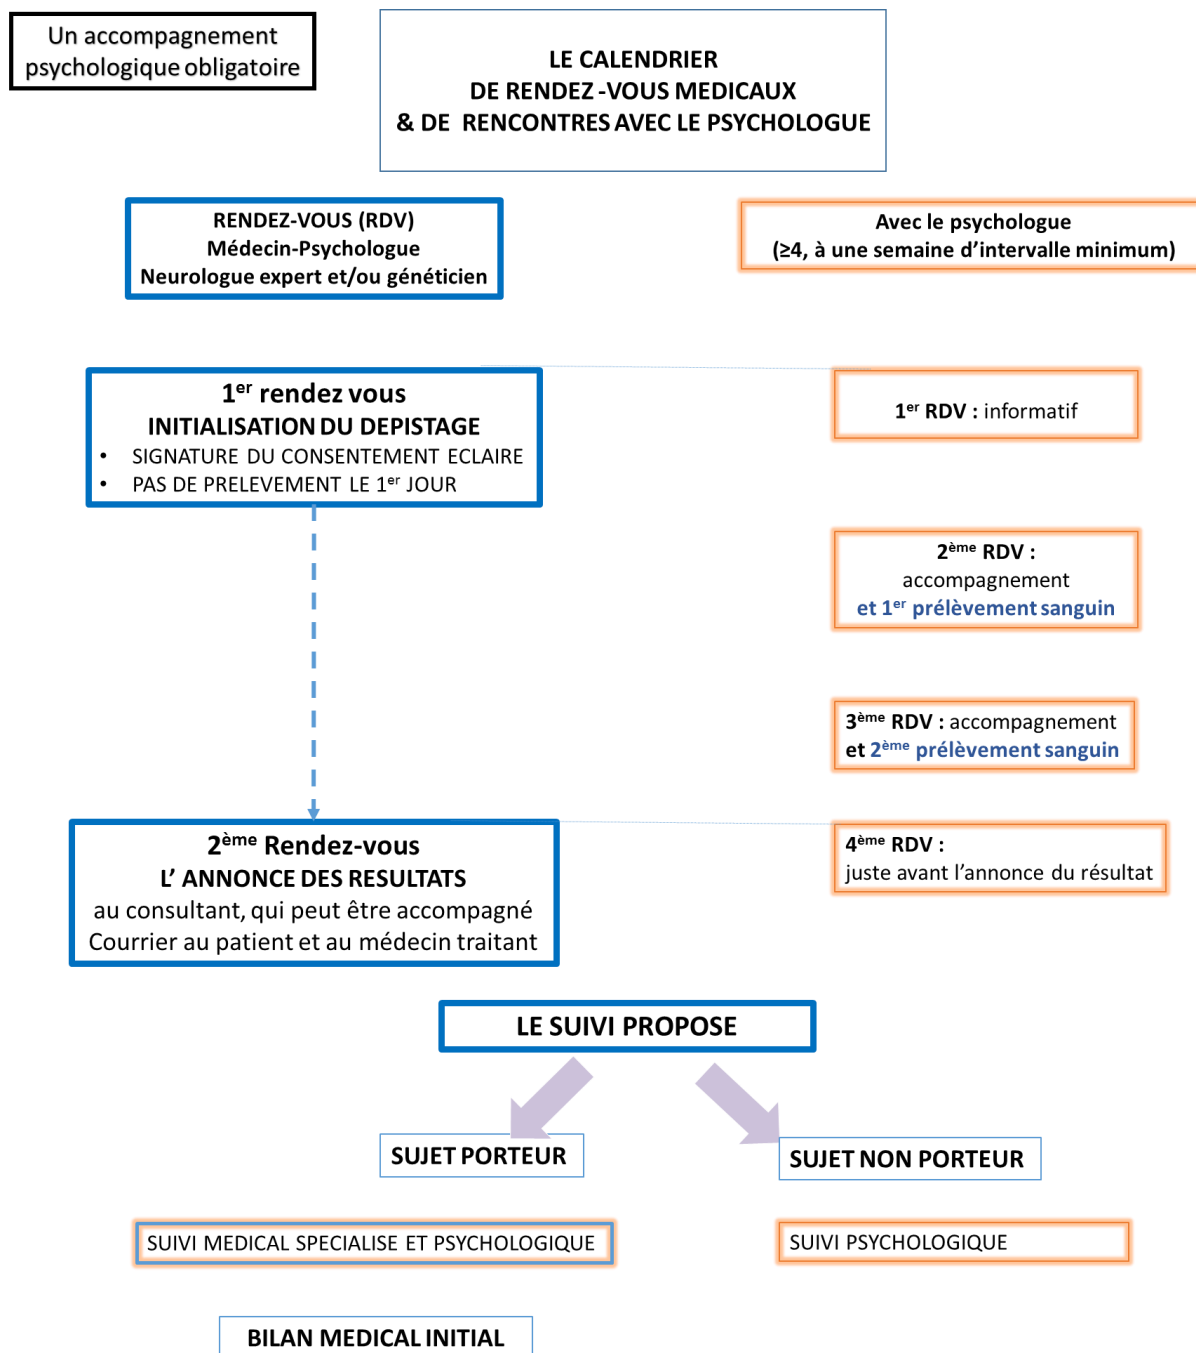 Un accompagnement
psychologique obligatoire
LE CALENDRIER
DE RENDEZ -VOUS MEDICAUX
& DE RENCONTRES AVEC LE PSYCHOLOGUE
RENDEZ-VOUS (RDV)
Médecin-Psychologue
Neurologue expert et/ou généticien
Avec le psychologue
(≥4, à une semaine d'intervalle minimum)
1er rendez vous
INITIALISATION DU DEPISTAGE
• SIGNATURE DU CONSENTEMENT ECLAIRE
• PAS DE PRELEVEMENT LE 1er JOUR
1er RDV : informatif
2ème RDV :
accompagnement
et 1er prélèvement sanguin
3ème RDV : accompagnement
et 2ème prélèvement sanguin
2ème Rendez-vous
L' ANNONCE DES RESULTATS
au consultant, qui peut être accompagné
Courrier au patient et au médecin traitant
4ème RDV :
juste avant l'annonce du résultat
LE SUIVI PROPOSE
SUJET PORTEUR
SUJET NON PORTEUR
SUIVI MEDICAL SPECIALISE ET PSYCHOLOGIQUE
SUIVI PSYCHOLOGIQUE
BILAN MEDICAL INITIAL